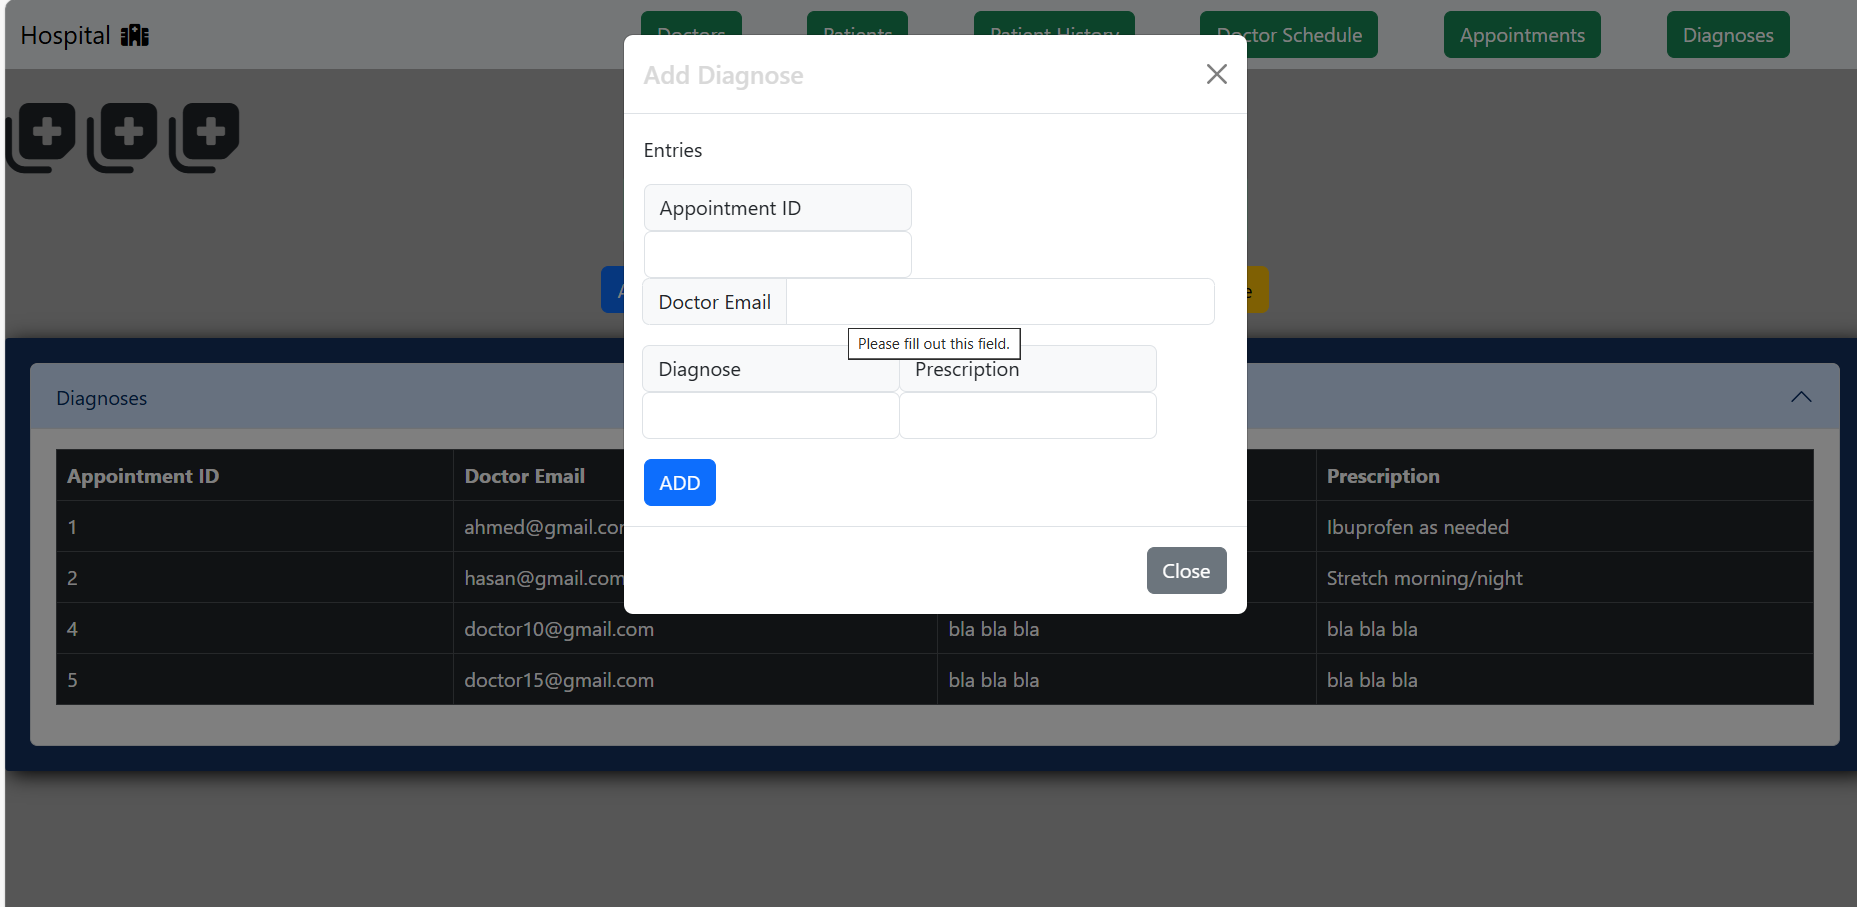 Hospital
Doctors Patients Patient History Doctor Schedule Appointments Diagnoses
Add Diagnose
Entries
Appointment ID
Doctor Email
Please fill out this field.
Diagnose Prescription
ADD
Close
Diagnoses
Appointment ID Doctor Email Prescription
1 ahmed@gmail.com Ibuprofen as needed
2 hasan@gmail.com Stretch morning/night
4 doctor10@gmail.com bla bla bla bla bla bla
5 doctor15@gmail.com bla bla bla bla bla bla